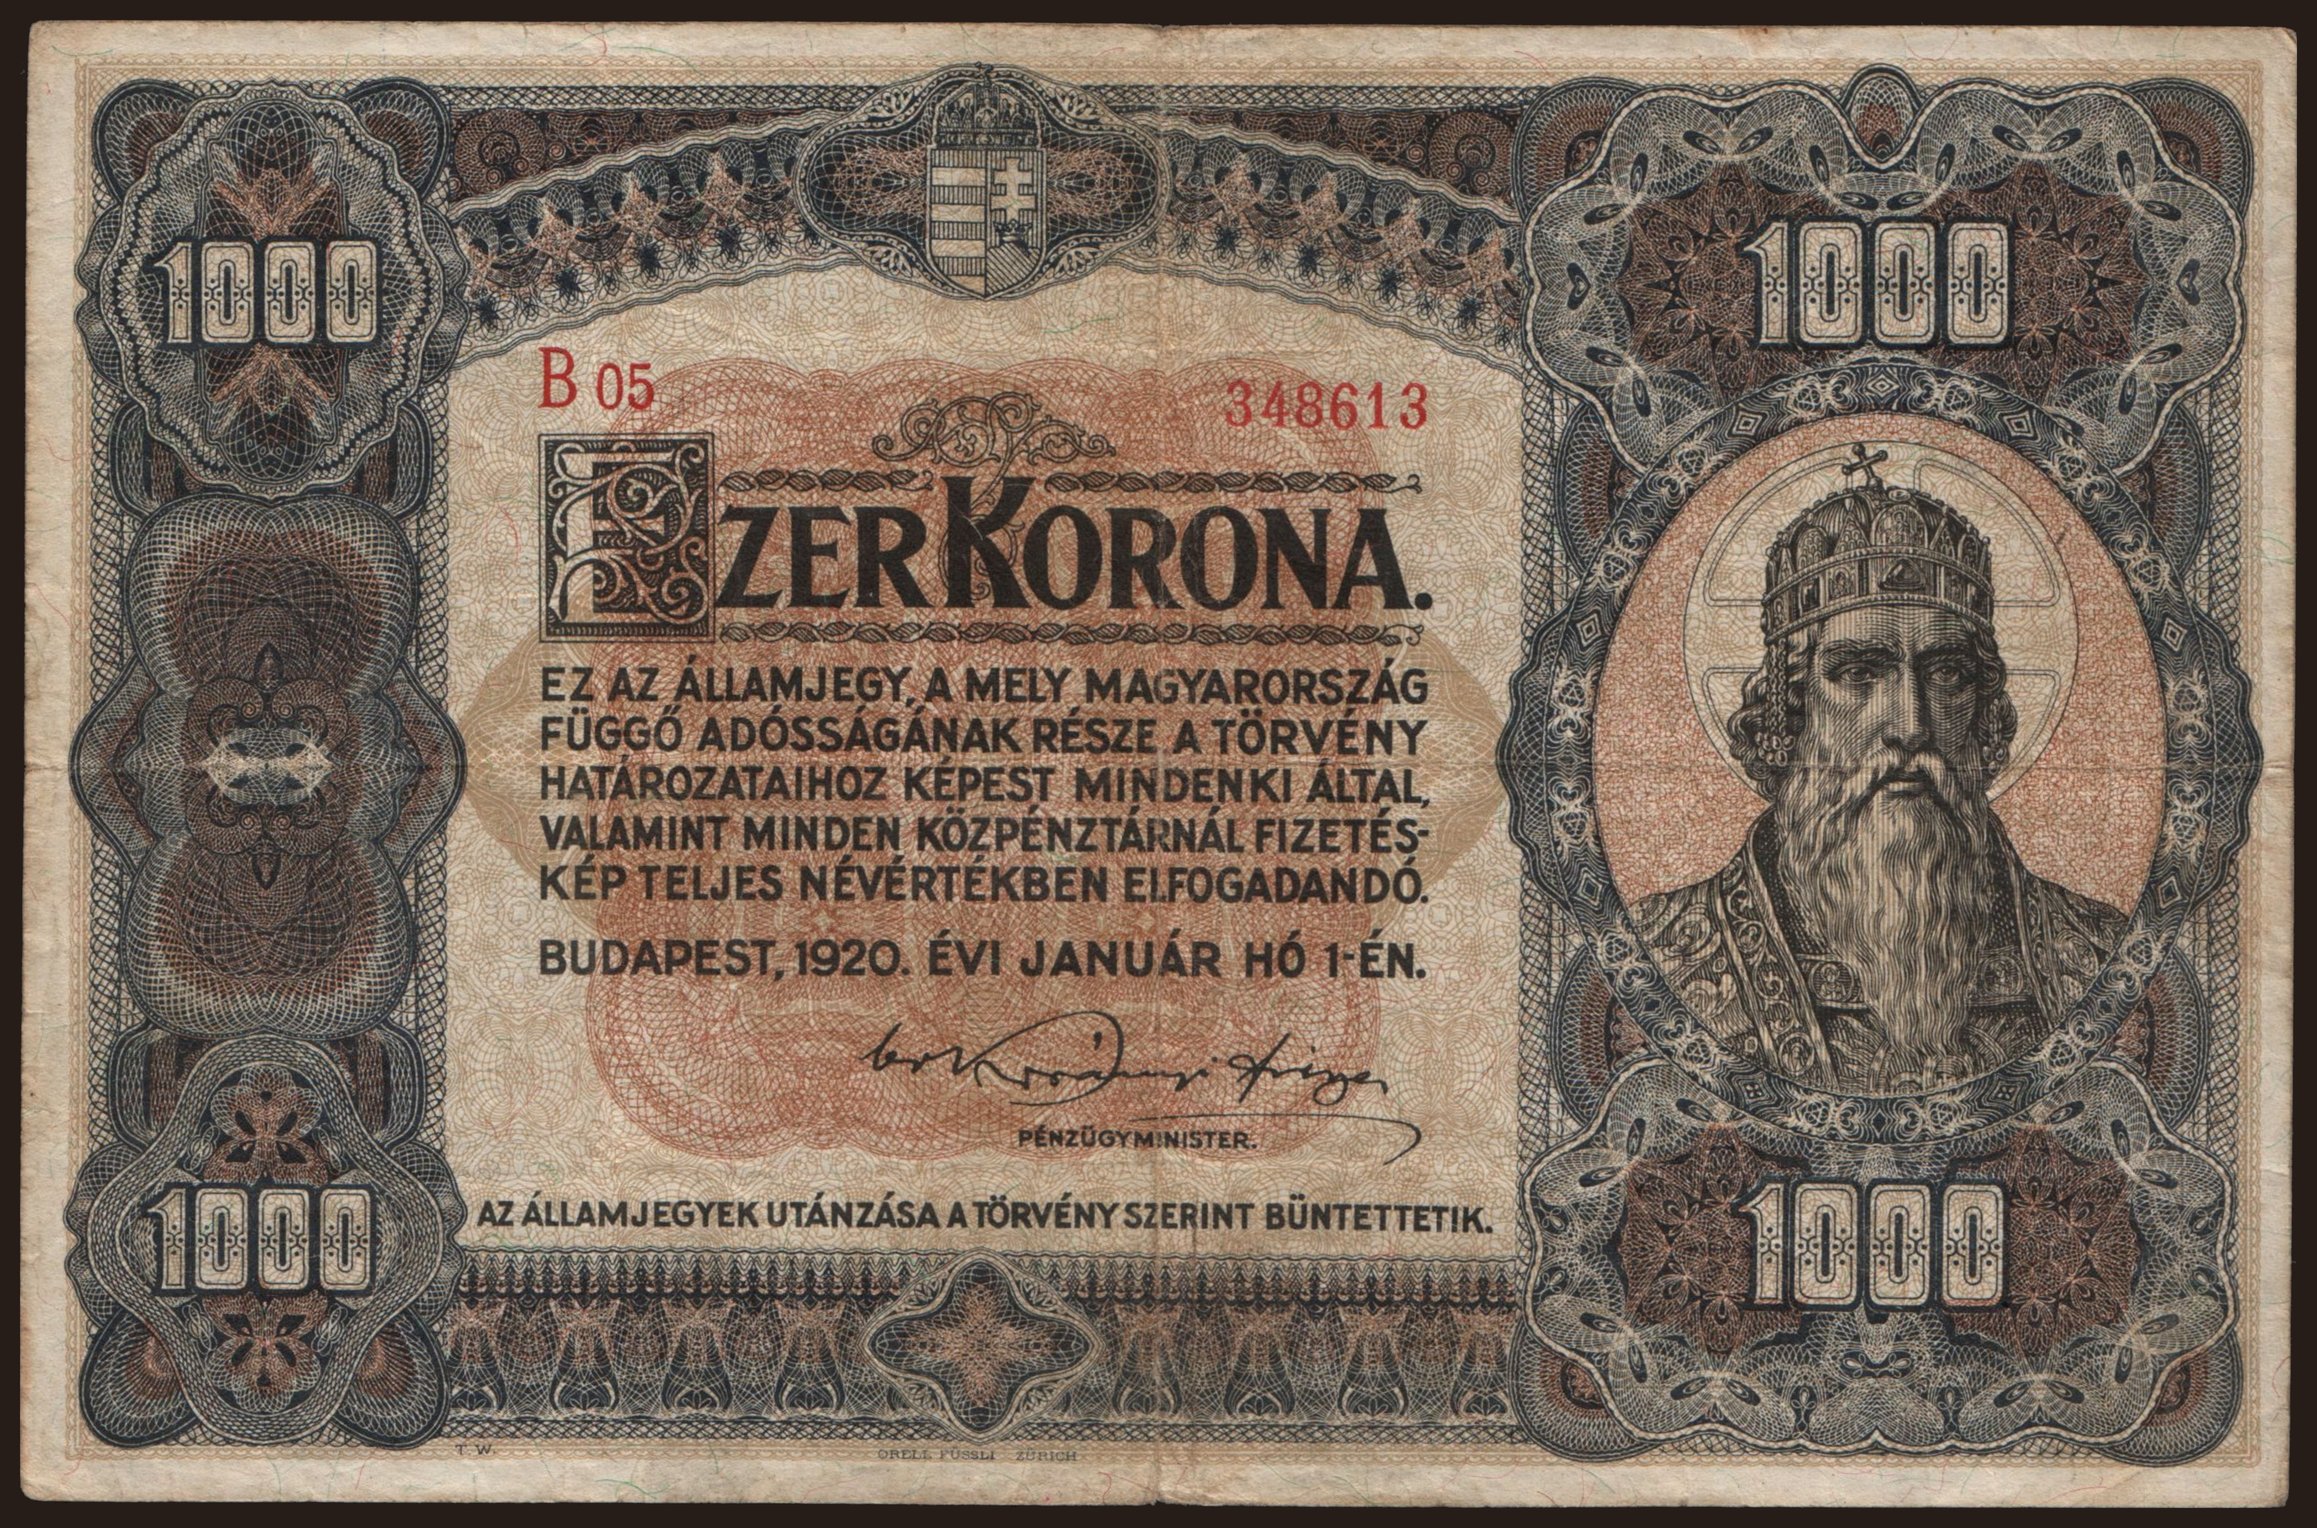 1000
1000
B 05
348613
EZER KORONA.
EZ AZ ÁLLAMJEGY, A MELY MAGYARORSZÁG
FÜGGŐ ADÓSSÁGÁNAK RÉSZE A TÖRVÉNY
HATÁROZATAIHOZ KÉPEST MINDENKI ÁLTAL,
VALAMINT MINDEN KÖZPÉNZTÁRNÁL FIZETÉS-
KÉP TELJES NÉVÉRTÉKBEN ELFOGADANDÓ.
BUDAPEST, 1920. ÉVI JANUÁR HÓ 1-ÉN.
PÉNZÜGYMINISTER.
1000
1000
AZ ÁLLAMJEGYEK UTÁNZÁSA A TÖRVÉNY SZERINT BÜNTETTETIK.
T. W.
ORELL FÜSSLI ZÜRICH